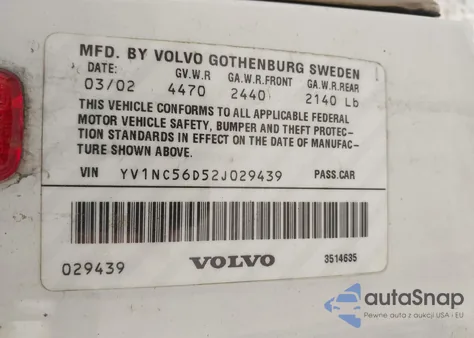 MFD. BY VOLVO GOTHENBURG SWEDEN
DATE: GV.W.R GA.W.R.FRONT GA.W.R.REAR
03/02 4470 2440 2140 Lb
THIS VEHICLE CONFORMS TO ALL APPLICABLE FEDERAL
MOTOR VEHICLE SAFETY, BUMPER AND THEFT PROTEC-
TION STANDARDS IN EFFECT ON THE DATE OF MANUFAC-
TURE SHOWN ABOVE.
VIN YV1NC56D52J029439 PASS.CAR
029439 VOLVO 3514635
autoSnap
Pewne auta z aukcji USA i EU